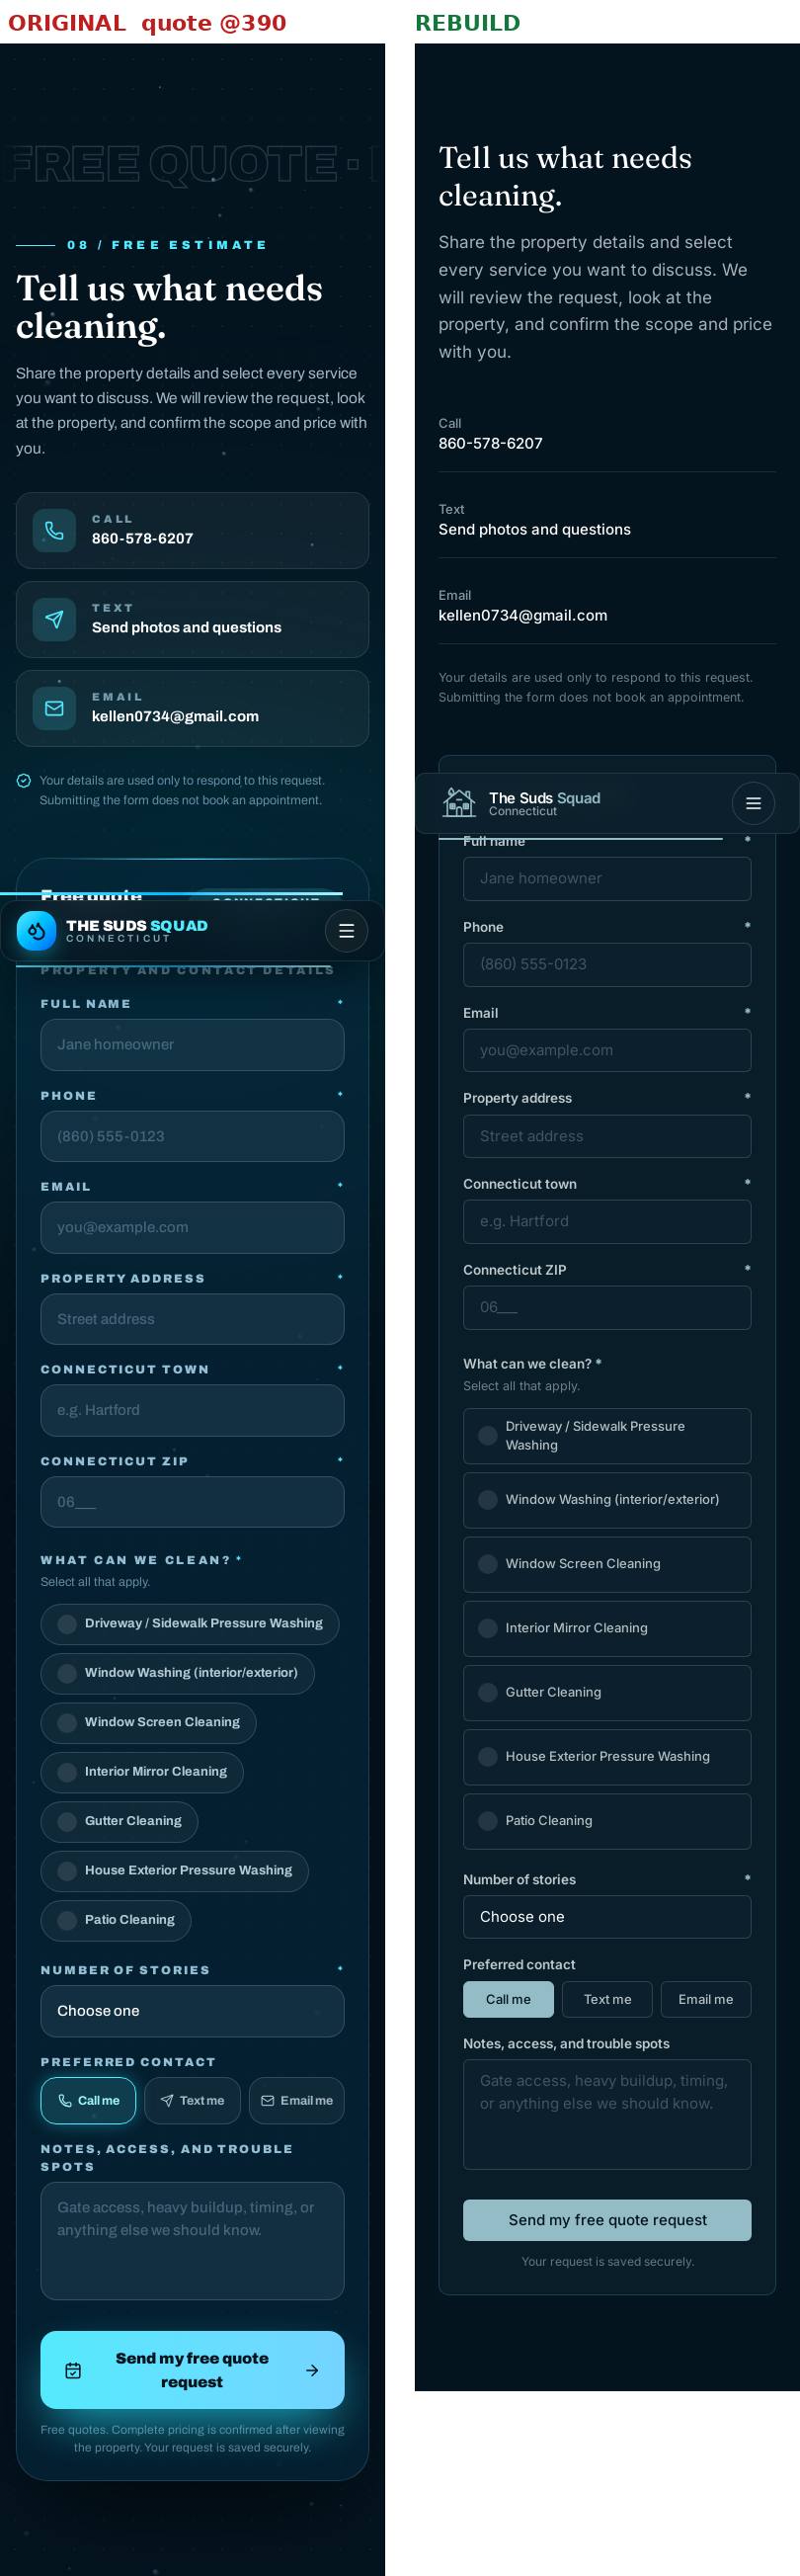 ORIGINAL quote @390
FREE QUOTE ·
08 / FREE ESTIMATE
Tell us what needs
cleaning.
Share the property details and select every service
you want to discuss. We will review the request, look
at the property, and confirm the scope and price with
you.
CALL
860-578-6207
TEXT
Send photos and questions
EMAIL
kellen0734@gmail.com
Your details are used only to respond to this request.
Submitting the form does not book an appointment.
Free quote
CONNECTICUT
THE SUDS SQUAD
CONNECTICUT
PROPERTY AND CONTACT DETAILS
FULL NAME *
Jane homeowner
PHONE *
(860) 555-0123
EMAIL *
you@example.com
PROPERTY ADDRESS *
Street address
CONNECTICUT TOWN *
e.g. Hartford
CONNECTICUT ZIP *
06___
WHAT CAN WE CLEAN? *
Select all that apply.
Driveway / Sidewalk Pressure Washing
Window Washing (interior/exterior)
Window Screen Cleaning
Interior Mirror Cleaning
Gutter Cleaning
House Exterior Pressure Washing
Patio Cleaning
NUMBER OF STORIES *
Choose one
PREFERRED CONTACT
Call me Text me Email me
NOTES, ACCESS, AND TROUBLE
SPOTS
Gate access, heavy buildup, timing, or
anything else we should know.
Send my free quote
request
Free quotes. Complete pricing is confirmed after viewing
the property. Your request is saved securely.
REBUILD
Tell us what needs
cleaning.
Share the property details and select
every service you want to discuss. We
will review the request, look at the
property, and confirm the scope and price
with you.
Call
860-578-6207
Text
Send photos and questions
Email
kellen0734@gmail.com
Your details are used only to respond to this request.
Submitting the form does not book an appointment.
The Suds Squad
Connecticut
Full name *
Jane homeowner
Phone *
(860) 555-0123
Email *
you@example.com
Property address *
Street address
Connecticut town *
e.g. Hartford
Connecticut ZIP *
06___
What can we clean? *
Select all that apply.
Driveway / Sidewalk Pressure
Washing
Window Washing (interior/exterior)
Window Screen Cleaning
Interior Mirror Cleaning
Gutter Cleaning
House Exterior Pressure Washing
Patio Cleaning
Number of stories *
Choose one
Preferred contact
Call me Text me Email me
Notes, access, and trouble spots
Gate access, heavy buildup, timing,
or anything else we should know.
Send my free quote request
Your request is saved securely.